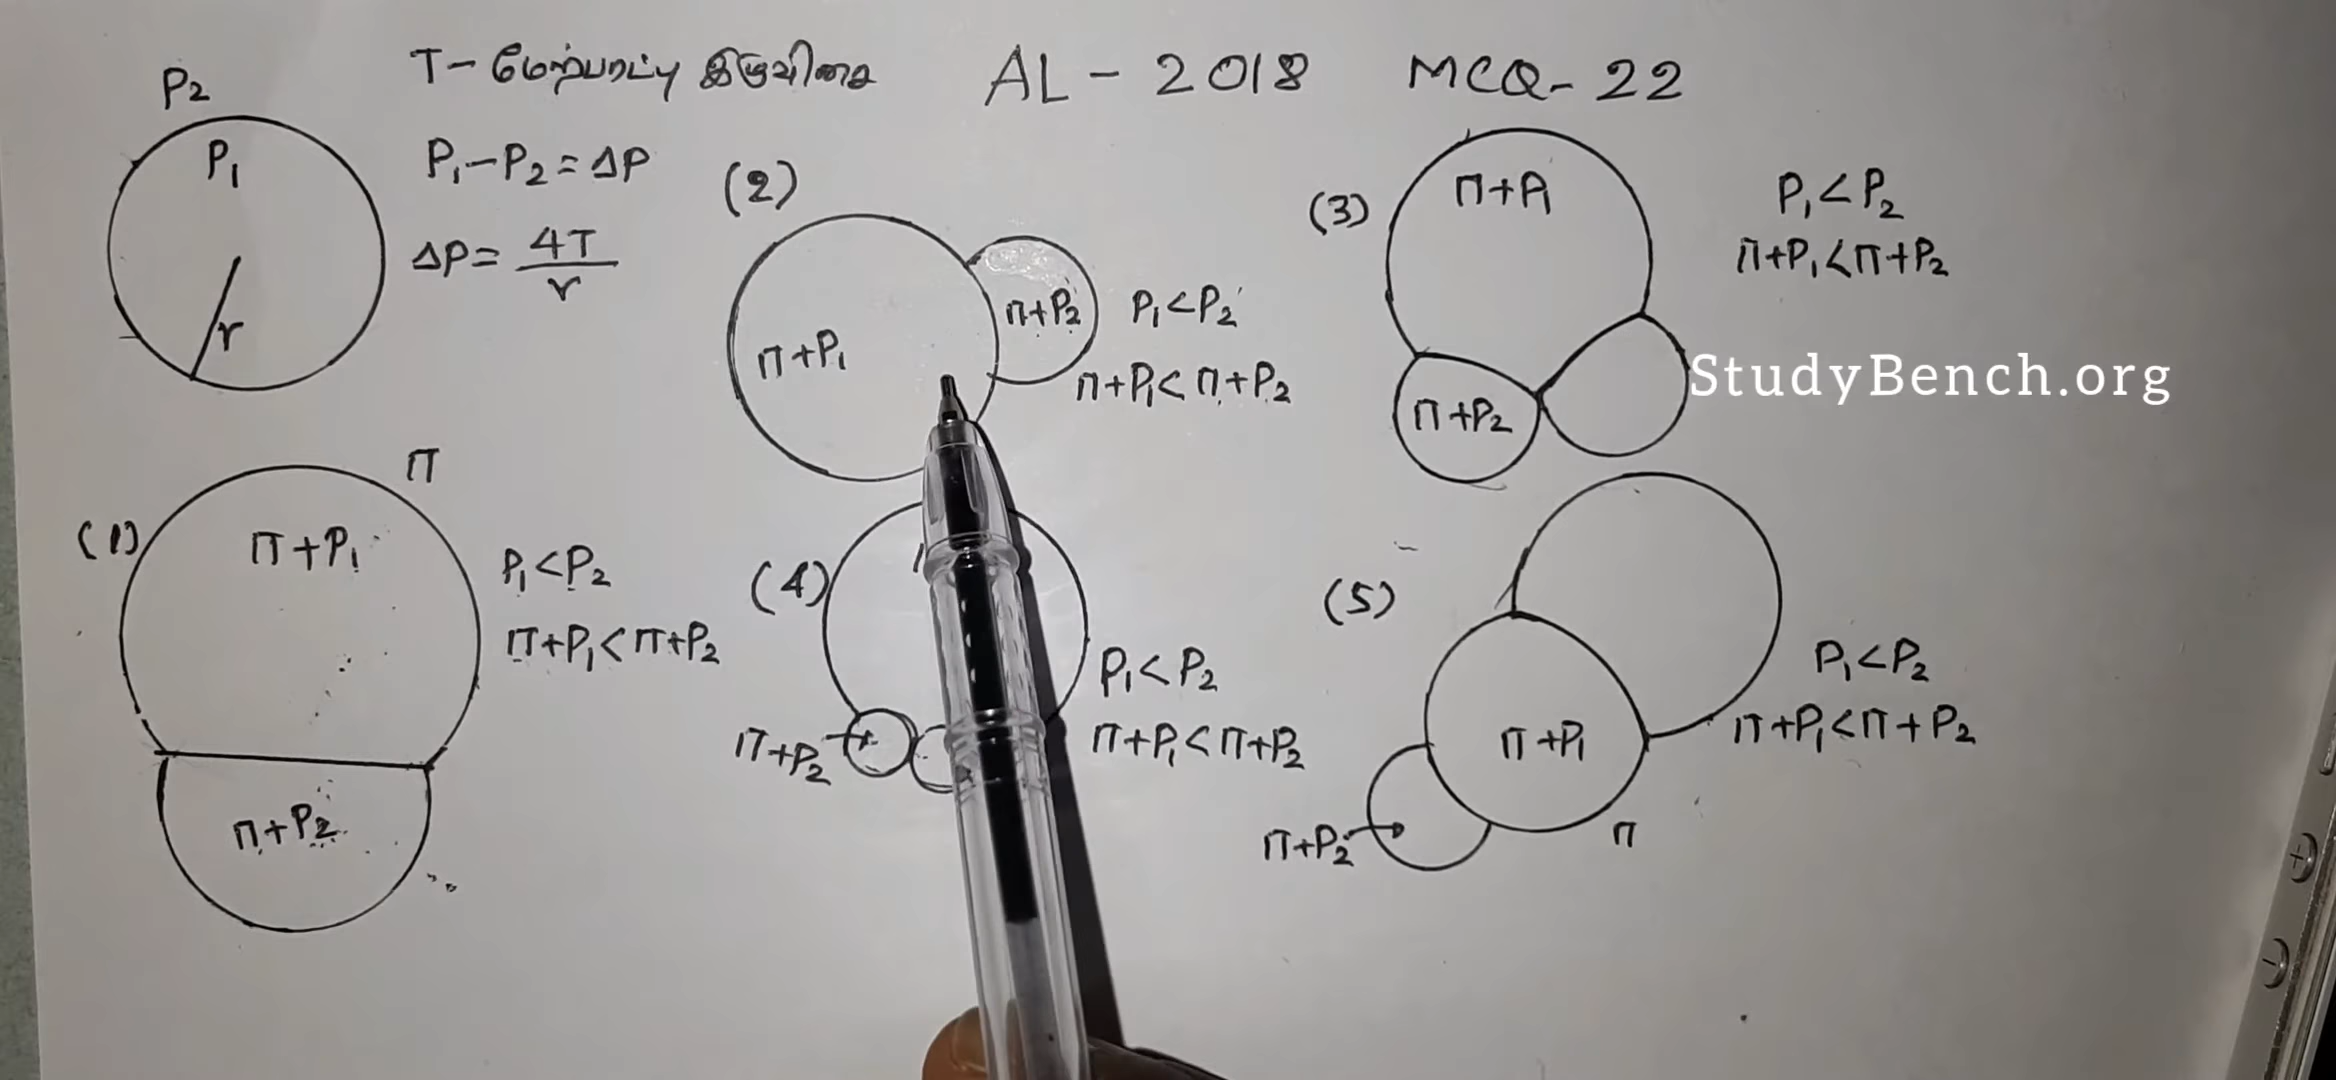 T - மேற்பரப்பு இழுவிசை
AL - 2018 MCQ - 22
P2
P1
r
P1 - P2 = ΔP
ΔP = 4T/r
(1)
Π
Π+P1
Π+P2
P1 < P2
Π+P1 < Π+P2
(2)
Π+P1
Π+P2
P1 < P2
Π+P1 < Π+P2
(3)
Π+P1
Π+P2
P1 < P2
Π+P1 < Π+P2
StudyBench.org
(4)
Π+P2
P1 < P2
Π+P1 < Π+P2
(5)
Π+P1
Π+P2
Π
P1 < P2
Π+P1 < Π+P2